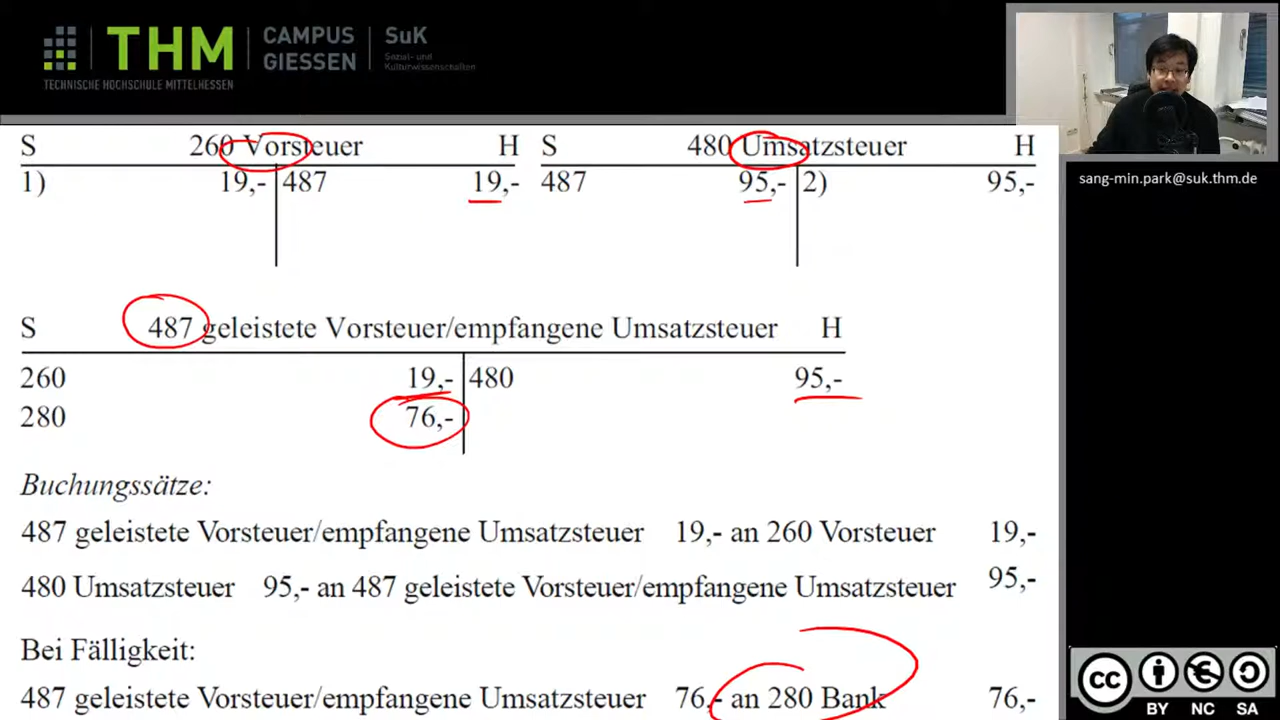 THM CAMPUS GIESSEN SuK
Sozial- und Kulturwissenschaften
TECHNISCHE HOCHSCHULE MITTELHESSEN
sang-min.park@suk.thm.de
S 260 Vorsteuer H
1) 19,- 487 19,-
S 480 Umsatzsteuer H
487 95,- 2) 95,-
S 487 geleistete Vorsteuer/empfangene Umsatzsteuer H
260 19,- 480 95,-
280 76,-
Buchungssätze:
487 geleistete Vorsteuer/empfangene Umsatzsteuer 19,- an 260 Vorsteuer 19,-
480 Umsatzsteuer 95,- an 487 geleistete Vorsteuer/empfangene Umsatzsteuer 95,-
Bei Fälligkeit:
487 geleistete Vorsteuer/empfangene Umsatzsteuer 76,- an 280 Bank 76,-
cc
BY NC SA